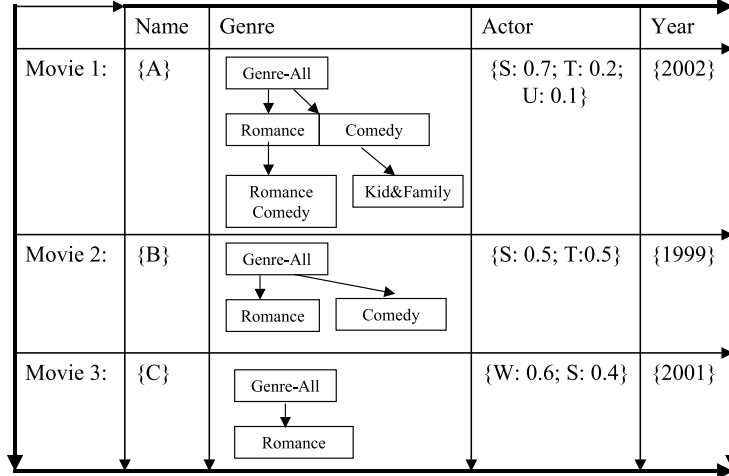 Name Genre Actor Year
Movie 1: {A} Genre-All {S: 0.7; T: 0.2; {2002}
U: 0.1}
Romance Comedy
Romance Kid&Family
Comedy
Movie 2: {B} Genre-All {S: 0.5; T:0.5} {1999}
Romance Comedy
Movie 3: {C} Genre-All {W: 0.6; S: 0.4} {2001}
Romance